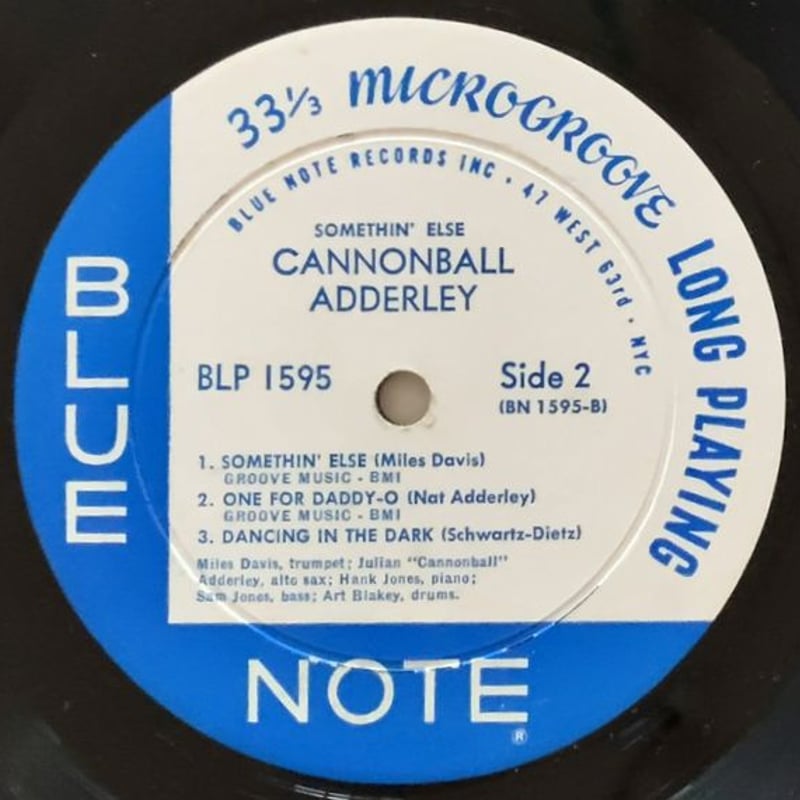 33⅓ MICROGROOVE LONG PLAYING
BLUE NOTE RECORDS INC • 47 WEST 63rd • NYC
SOMETHIN' ELSE
CANNONBALL
ADDERLEY
BLP 1595
Side 2
(BN 1595-B)
1. SOMETHIN' ELSE (Miles Davis)
GROOVE MUSIC - BMI
2. ONE FOR DADDY-O (Nat Adderley)
GROOVE MUSIC - BMI
3. DANCING IN THE DARK (Schwartz-Dietz)
Miles Davis, trumpet; Julian "Cannonball"
Adderley, alto sax; Hank Jones, piano;
Sam Jones, bass; Art Blakey, drums.
BLUE
NOTE
®